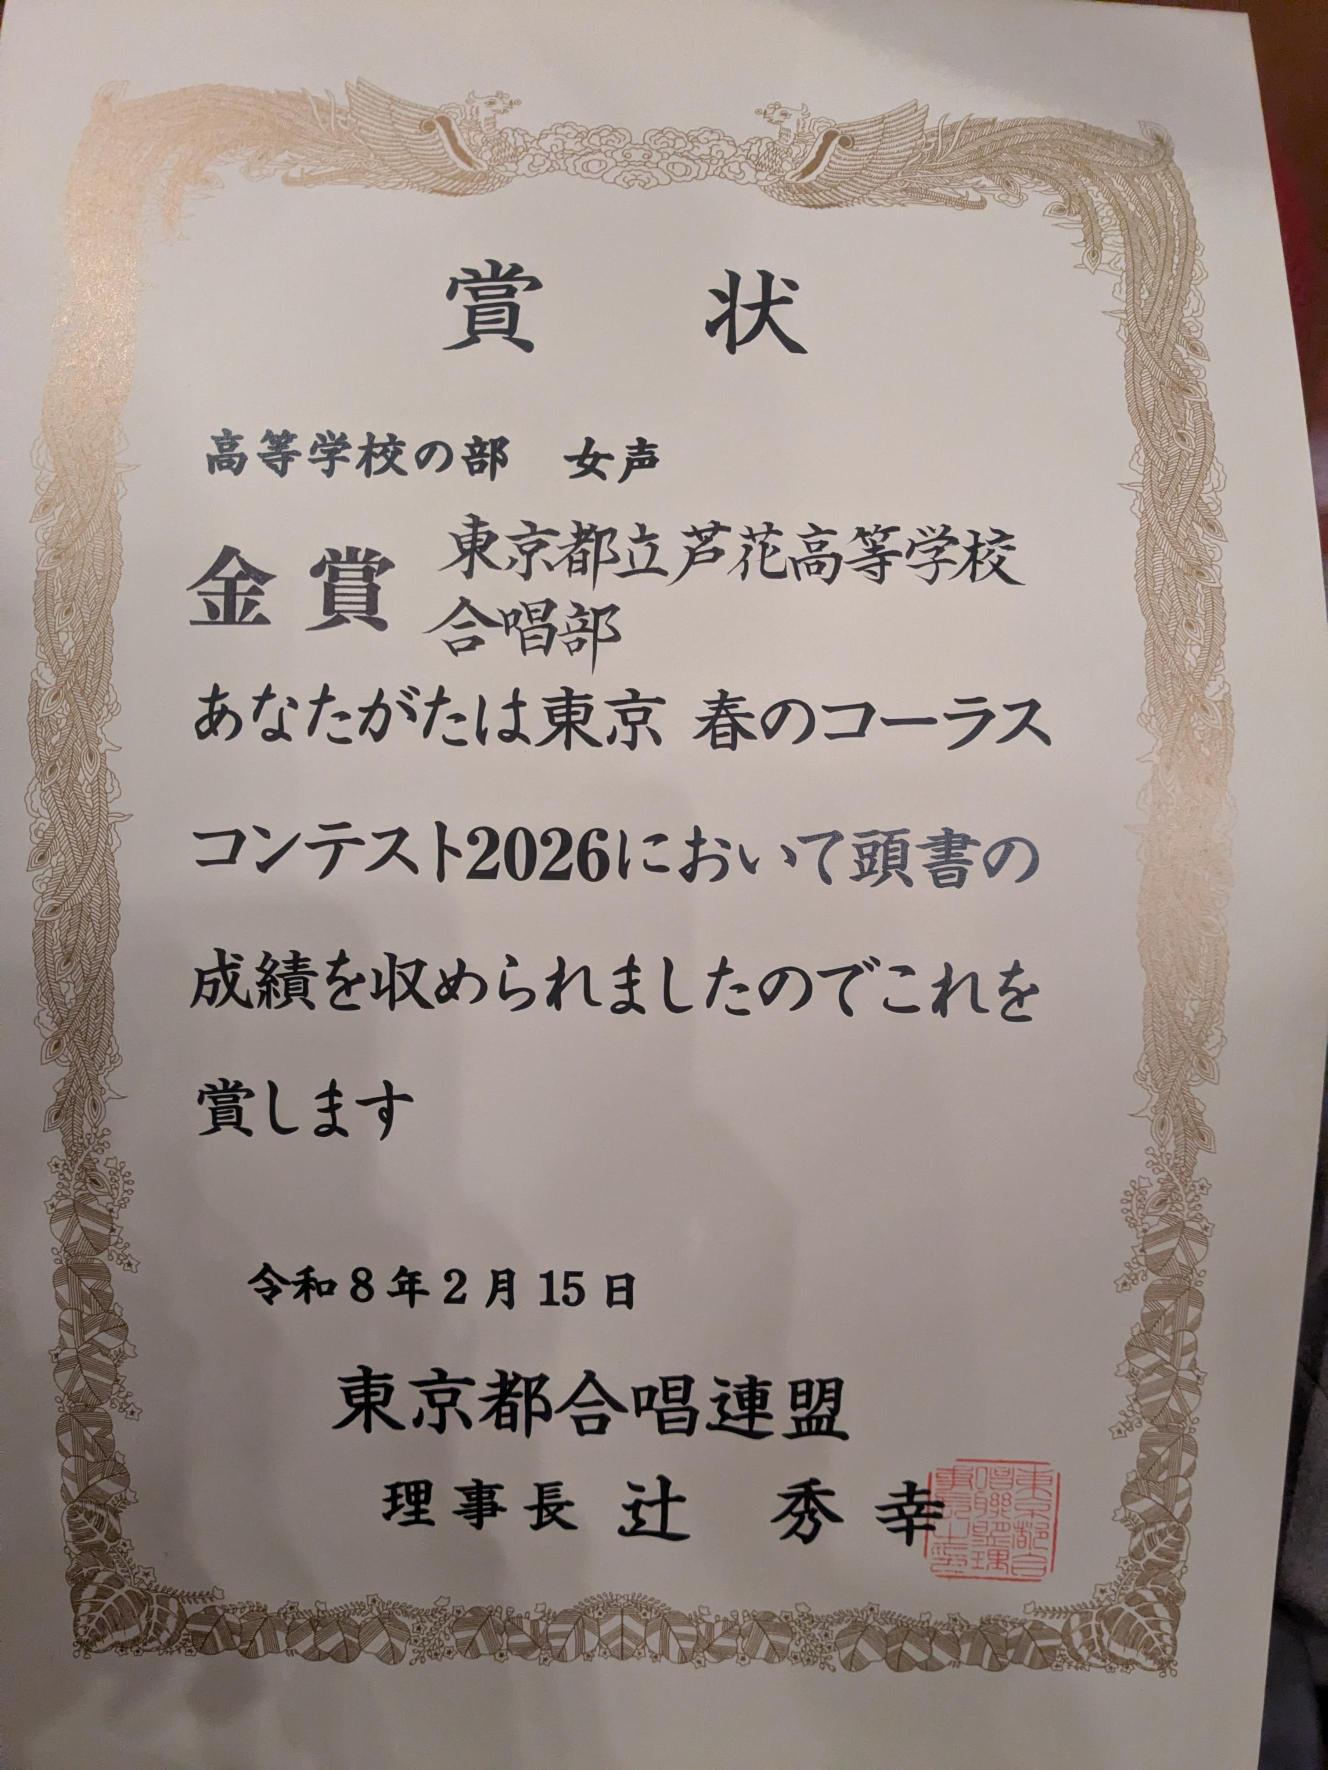 賞 状
高等学校の部 女声
金賞 東京都立芦花高等学校
合唱部
あなたがたは東京 春のコーラス
コンテスト2026において頭書の
成績を収められましたのでこれを
賞します
令和8年2月15日
東京都合唱連盟
理事長 辻 秀幸